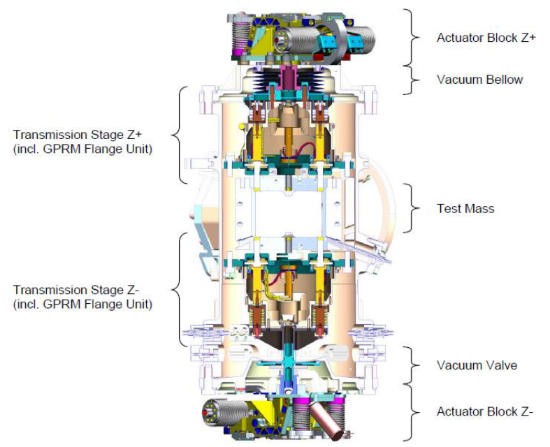 Actuator Block Z+
Vacuum Bellow
Transmission Stage Z+
(incl. GPRM Flange Unit)
Test Mass
Transmission Stage Z-
(incl. GPRM Flange Unit)
Vacuum Valve
Actuator Block Z-